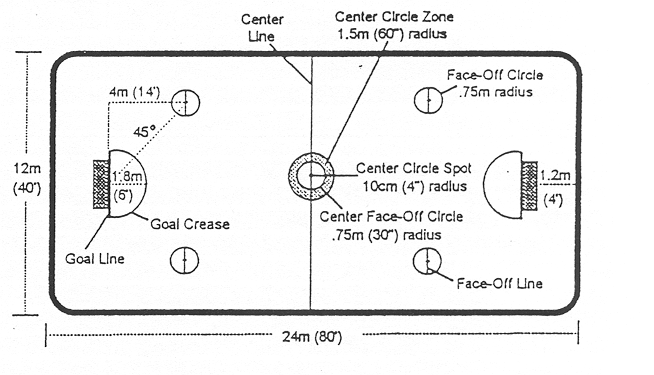 Center
Line
Center Circle Zone
1.5m (60") radius
4m (14')
Face-Off Circle
.75m radius
45°
12m
(40')
1.8m
(6')
Center Circle Spot
10cm (4") radius
1.2m
(4')
Goal Crease
Center Face-Off Circle
.75m (30") radius
Goal Line
Face-Off Line
24m (80')